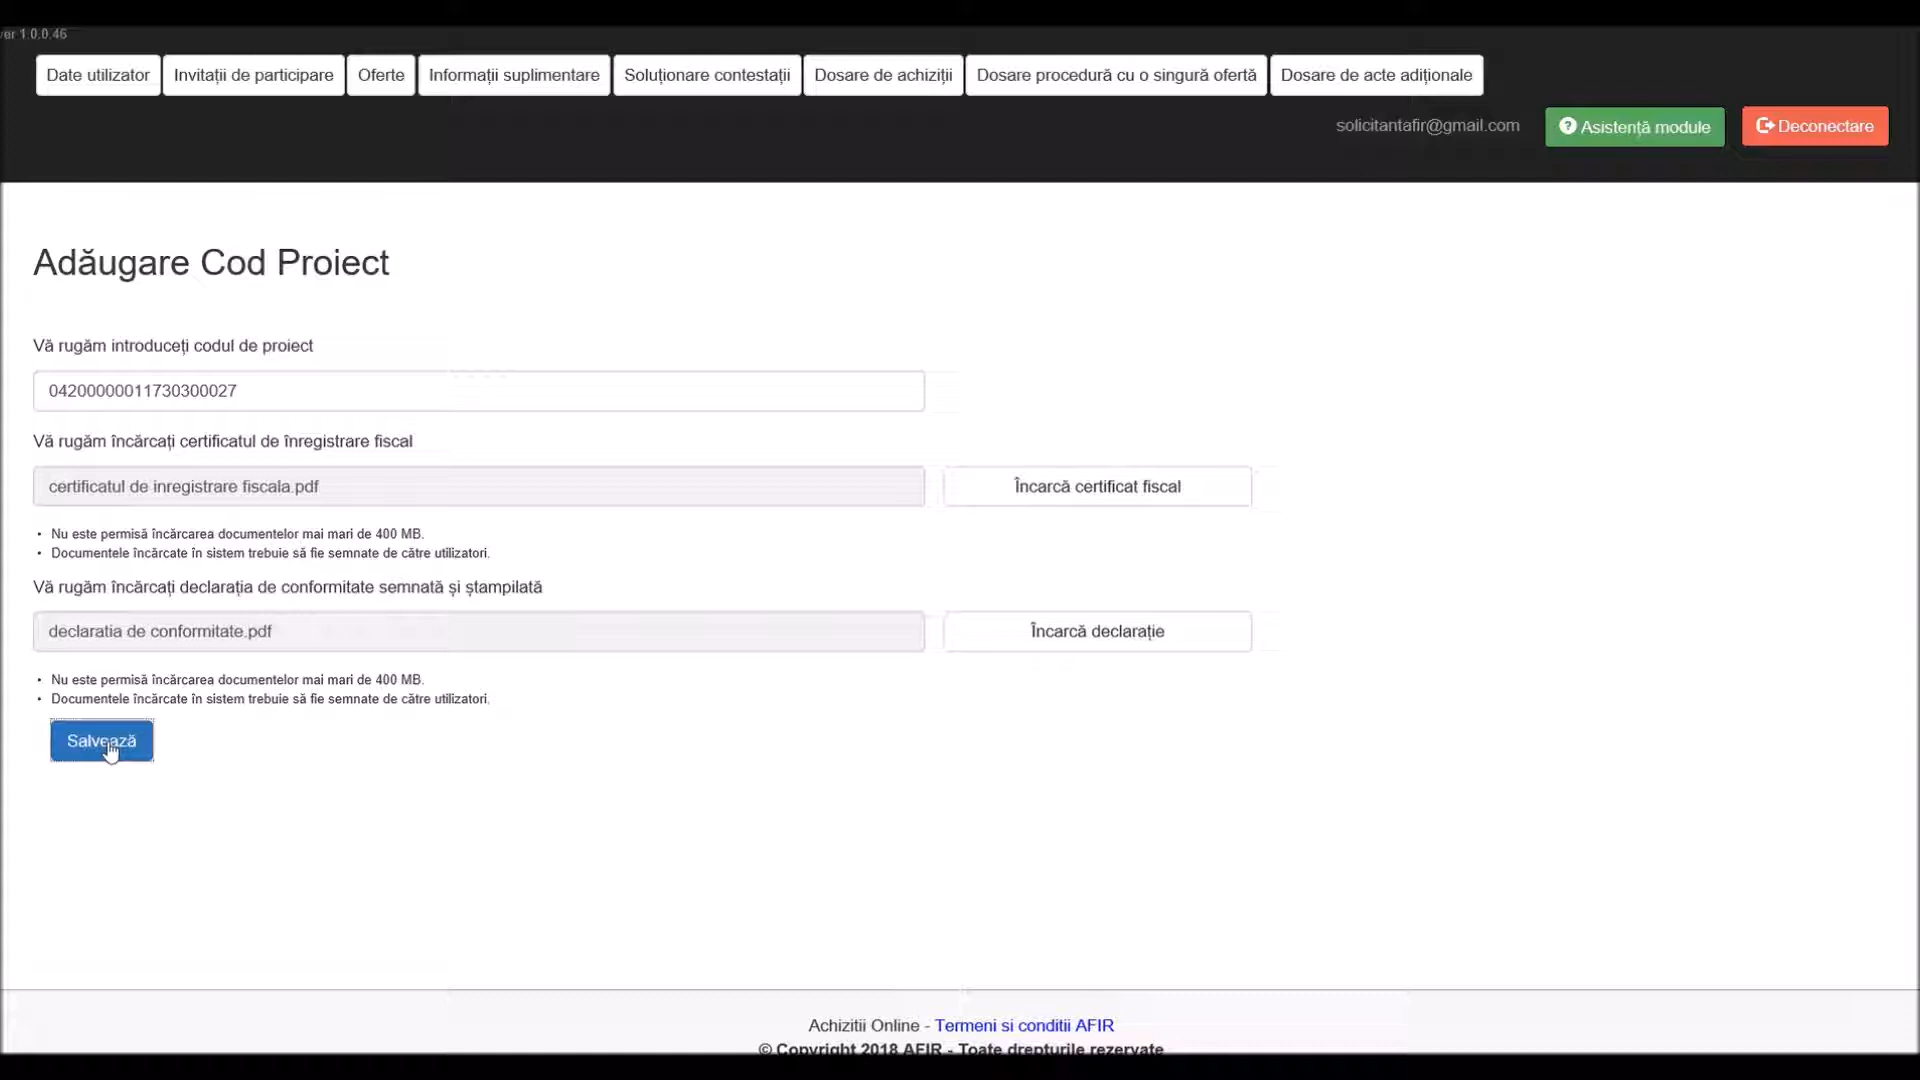 ver 1.0.0.46
Date utilizator Invitații de participare Oferte Informații suplimentare Soluționare contestații Dosare de achiziții Dosare procedură cu o singură ofertă Dosare de acte adiționale
solicitantafir@gmail.com Asistență module Deconectare
Adăugare Cod Proiect
Vă rugăm introduceți codul de proiect
04200000011730300027
Vă rugăm încărcați certificatul de înregistrare fiscal
certificatul de inregistrare fiscala.pdf Încarcă certificat fiscal
• Nu este permisă încărcarea documentelor mai mari de 400 MB.
• Documentele încărcate în sistem trebuie să fie semnate de către utilizatori.
Vă rugăm încărcați declarația de conformitate semnată și ștampilată
declaratia de conformitate.pdf Încarcă declarație
• Nu este permisă încărcarea documentelor mai mari de 400 MB.
• Documentele încărcate în sistem trebuie să fie semnate de către utilizatori.
Salvează
Achizitii Online - Termeni si conditii AFIR
© Copyright 2018 AFIR - Toate drepturile rezervate